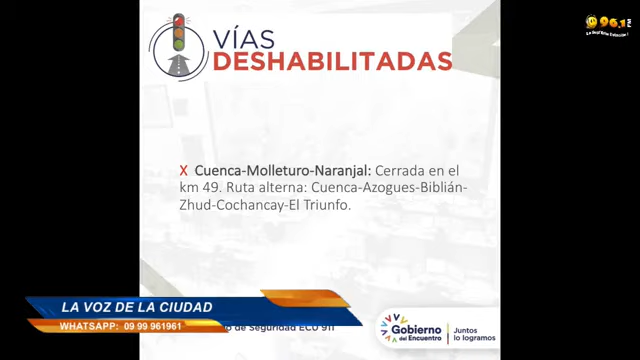 96.1 FM
VÍAS
DESHABILITADAS
X Cuenca-Molleturo-Naranjal: Cerrada en el
km 49. Ruta alterna: Cuenca-Azogues-Biblián-
Zhud-Cochancay-El Triunfo.
LA VOZ DE LA CIUDAD
WHATSAPP: 09 99 961961
de Seguridad ECU 911
Gobierno
del Encuentro
Juntos
lo logramos